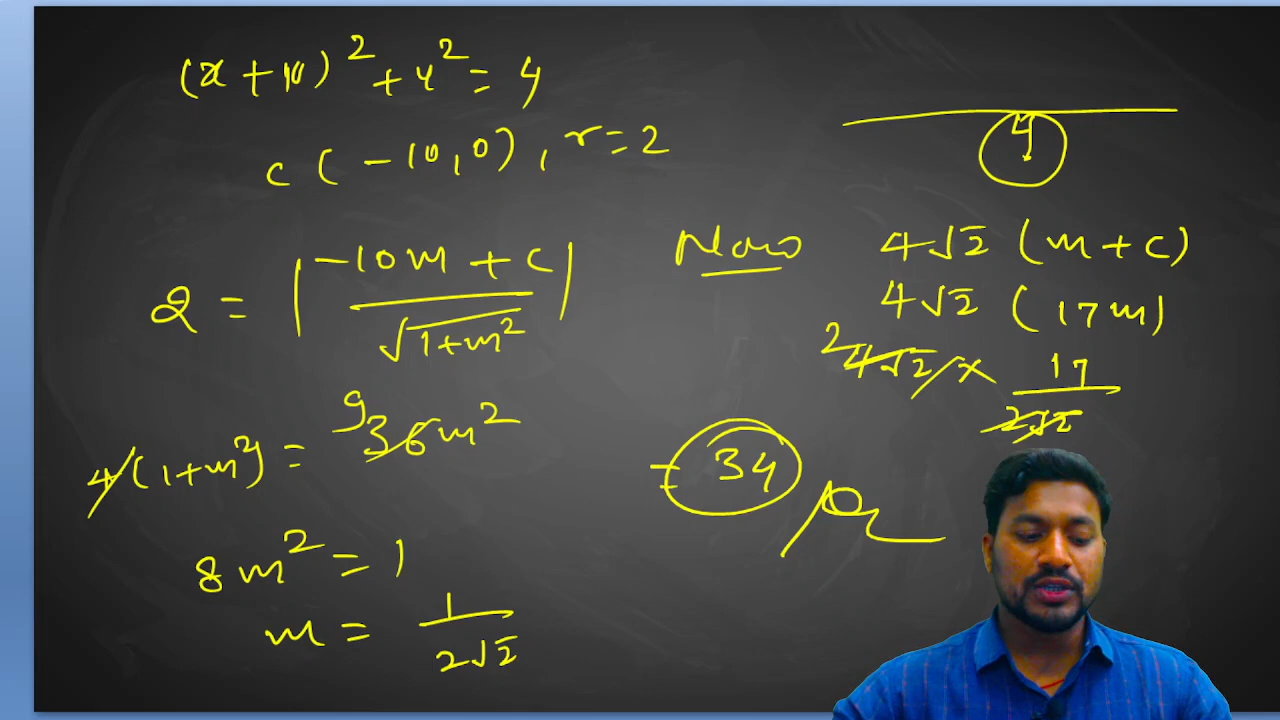 (x+10)² + y² = 4
c (-10,0), r=2
2 = |(-10m + c)/√(1+m²)|
4(1+m²) = 36m² 9
8m² = 1
m = 1/(2√2)
4
Now 4√2 (m+c)
4√2 (17m)
2 4√2 × 17/(2√2)
= 34